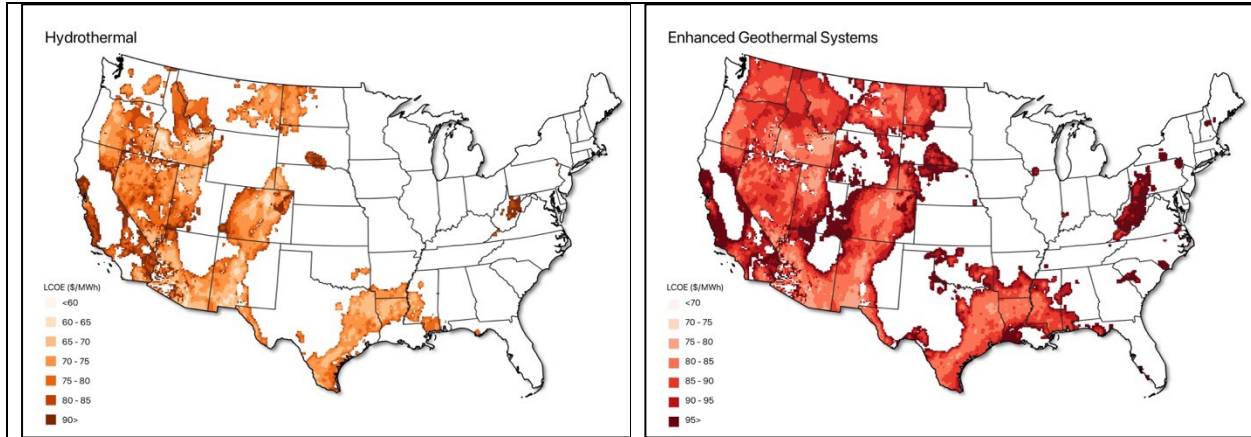 Hydrothermal
LCOE ($/MWh)
<60
60 - 65
65 - 70
70 - 75
75 - 80
80 - 85
90>
Enhanced Geothermal Systems
LCOE ($/MWh)
<70
70 - 75
75 - 80
80 - 85
85 - 90
90 - 95
95>